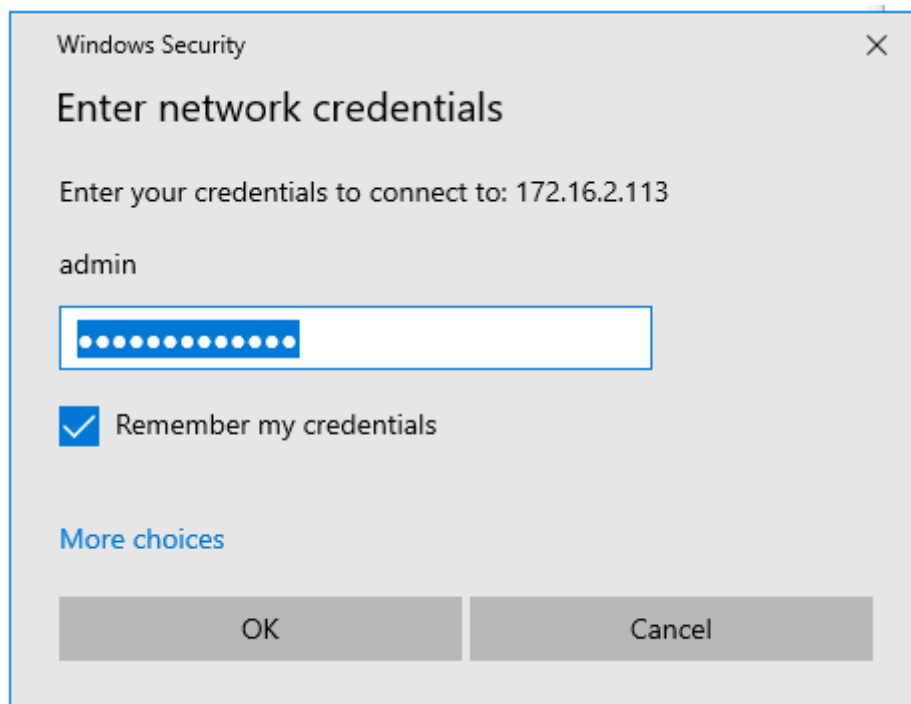 Windows Security
Enter network credentials
Enter your credentials to connect to: 172.16.2.113
admin
●●●●●●●●●●●●●
Remember my credentials
More choices
OK
Cancel